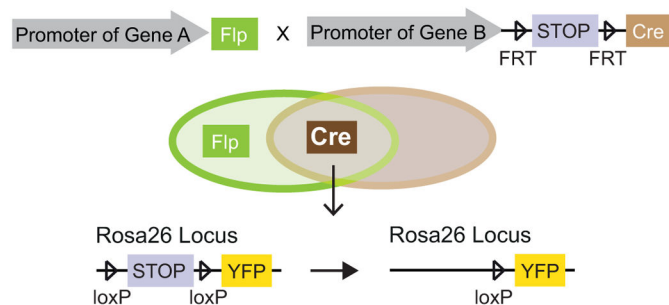 Promoter of Gene A Flp X Promoter of Gene B STOP Cre
FRT FRT
Flp Cre
Rosa26 Locus Rosa26 Locus
STOP YFP YFP
loxP loxP loxP